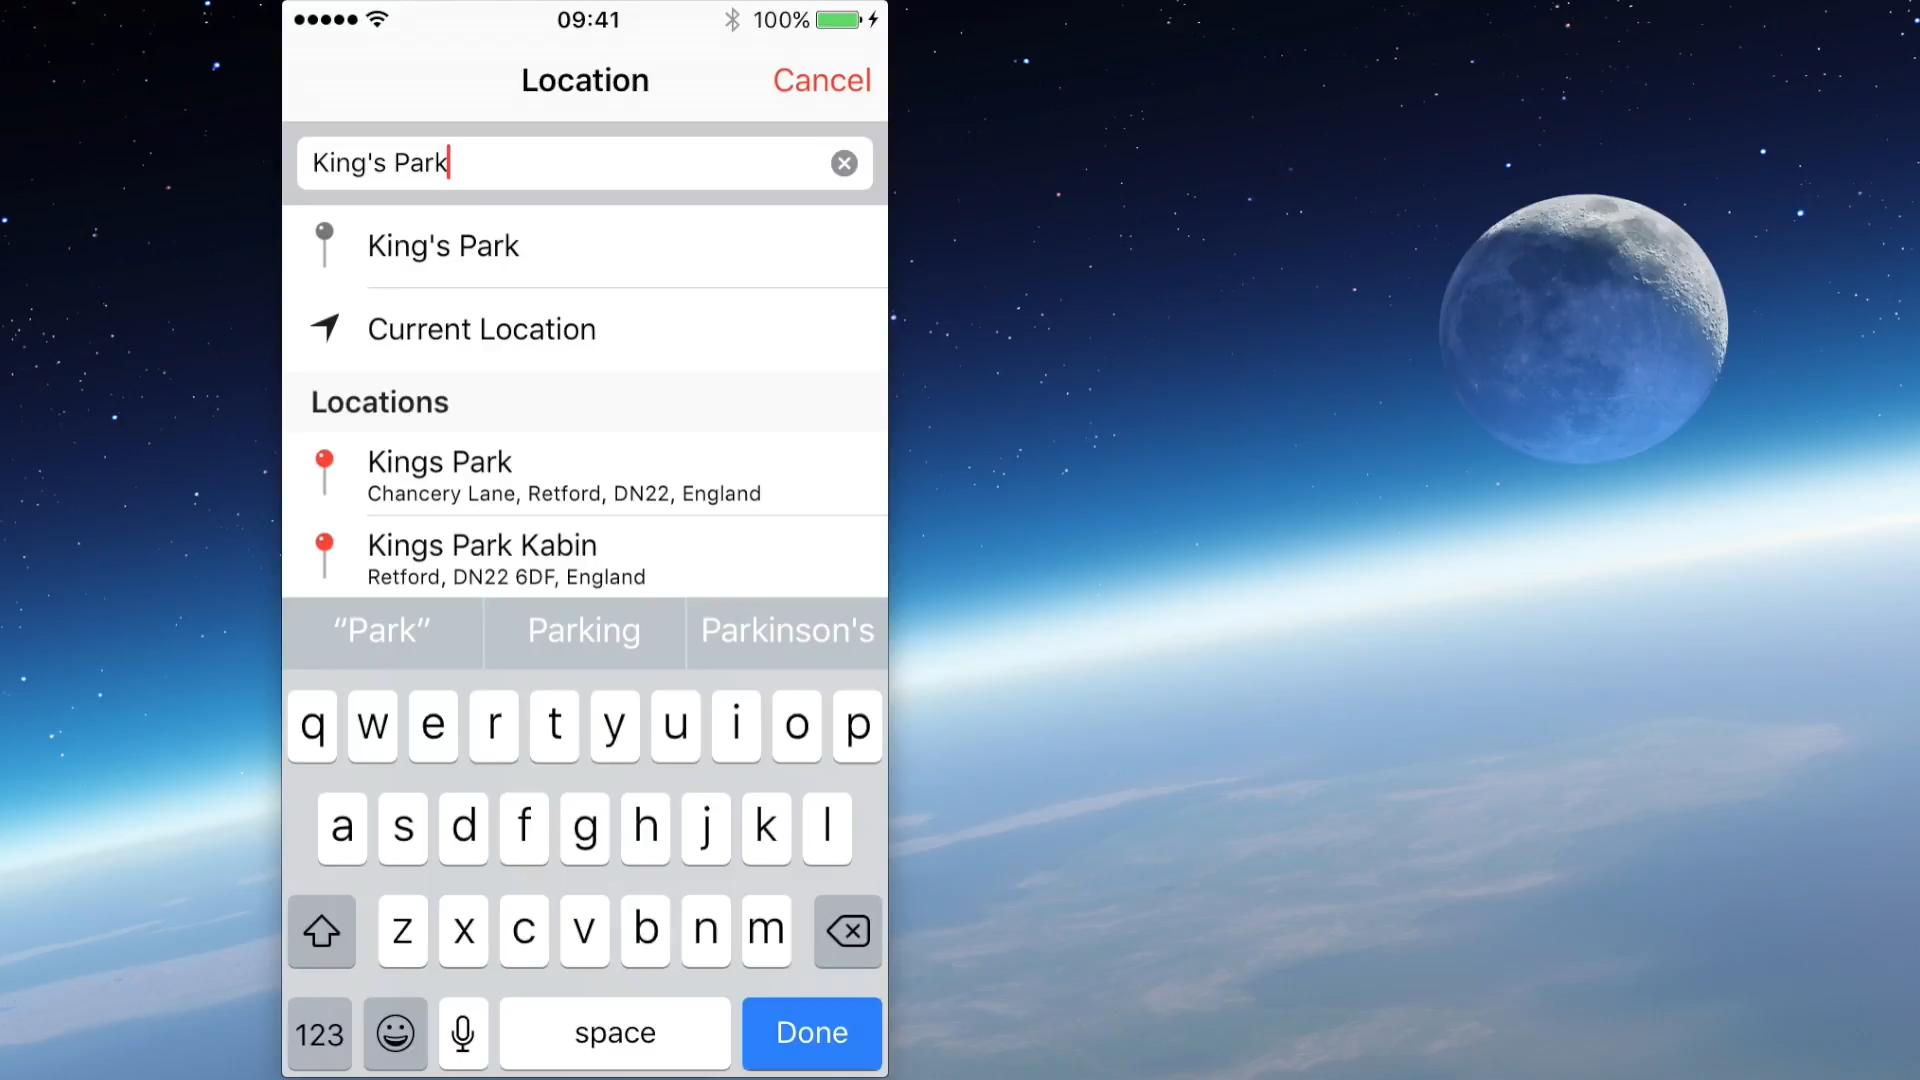 09:41 100%
Location Cancel
King's Park
King's Park
Current Location
Locations
Kings Park
Chancery Lane, Retford, DN22, England
Kings Park Kabin
Retford, DN22 6DF, England
“Park” Parking Parkinson's
q w e r t y u i o p
a s d f g h j k l
z x c v b n m
123 space Done